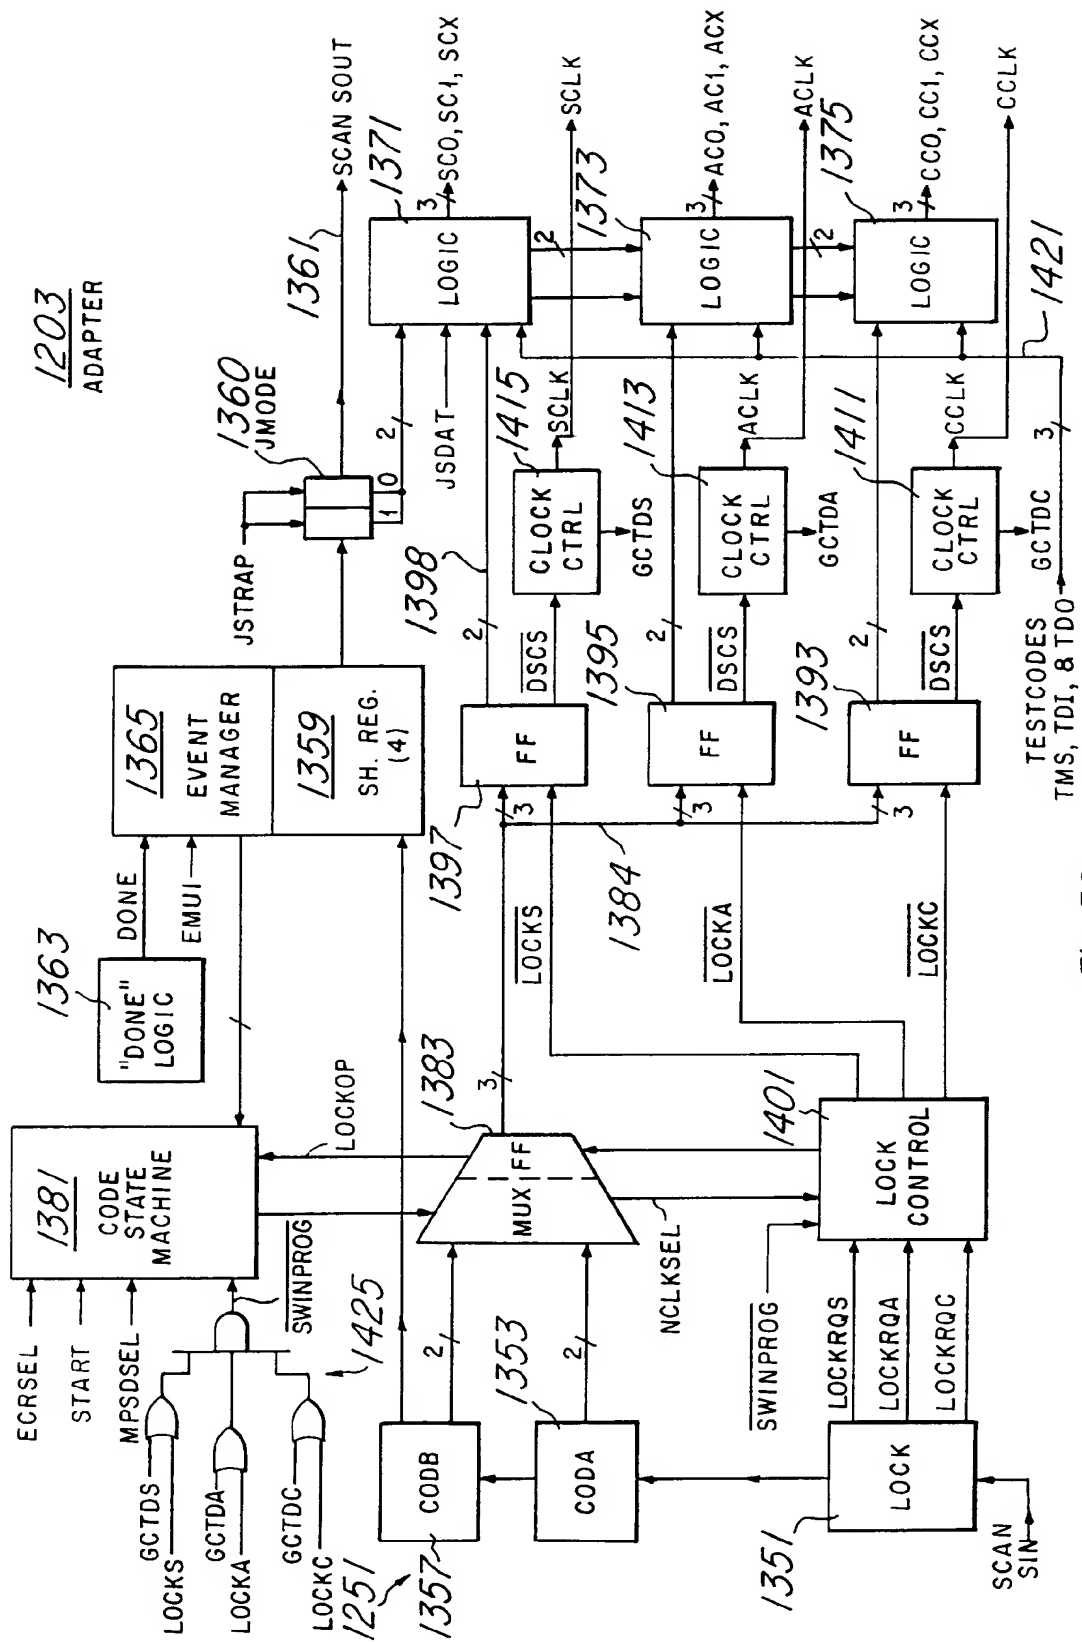 1203
ADAPTER
ECRSEL
START
MPSDSEL
GCTDS
LOCKS
GCTDA
LOCKA
GCTDC
LOCKC
1425
SWINPROG
1381
CODE
STATE
MACHINE
LOCKOP
1363
"DONE"
LOGIC
DONE
EMUI
1365
EVENT
MANAGER
1359
SH. REG.
(4)
JSTRAP
1360
JMODE
1 0
2
1361
SCAN SOUT
1251
1357
CODB
2
1353
CODA
2
1383
MUX FF
3
NCLKSEL
1351
LOCK
SCAN
SIN
LOCKRQS
LOCKRQA
LOCKRQC
SWINPROG
1401
LOCK
CONTROL
LOCKS
LOCKA
LOCKC
1384
1397
3
FF
2
1398
DSCS
1395
3
FF
2
DSCS
1393
3
FF
2
DSCS
JSDAT
1415
CLOCK
CTRL
SCLK
GCTDS
1413
CLOCK
CTRL
ACLK
GCTDA
1411
CLOCK
CTRL
CCLK
GCTDC
1371
LOGIC
3
SC0, SC1, SCX
2
SCLK
1373
LOGIC
3
AC0, AC1, ACX
2
ACLK
1375
LOGIC
3
CC0, CC1, CCX
CCLK
1421
3
TESTCODES
TMS, TDI, & TDO